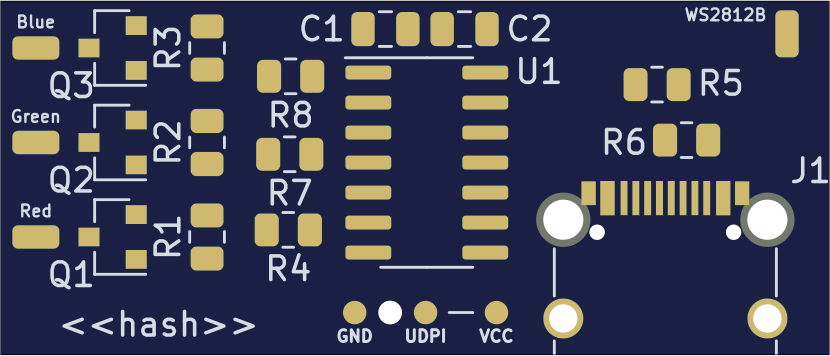 Blue
C1
C2
WS2812B
R3
Q3
U1
R5
R8
Green
R2
R6
Q2
R7
J1
Red
R1
Q1
R4
<<hash>>
GND
UDPI
VCC